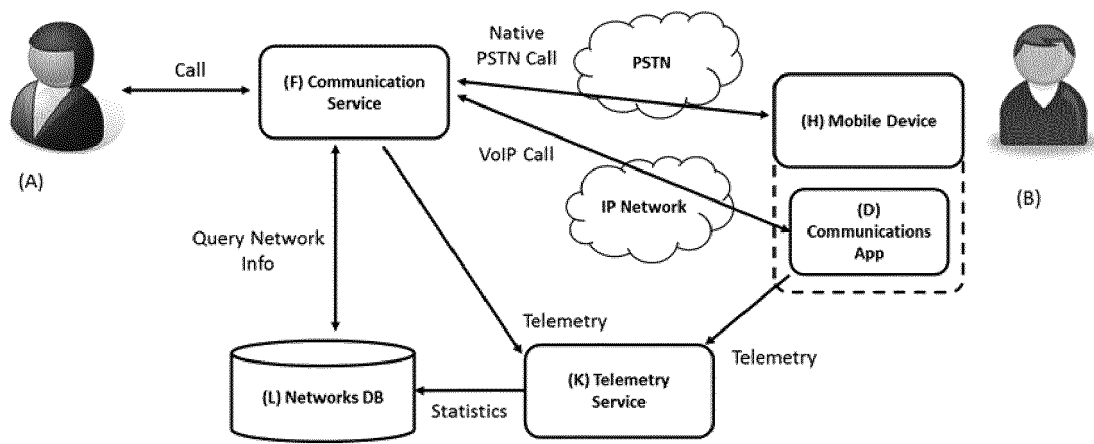 Native
PSTN Call
PSTN
Call
(F) Communication
Service
(H) Mobile Device
VoIP Call
(A)
(B)
IP Network
(D)
Communications
App
Query Network
Info
Telemetry
Telemetry
(K) Telemetry
Service
(L) Networks DB
Statistics